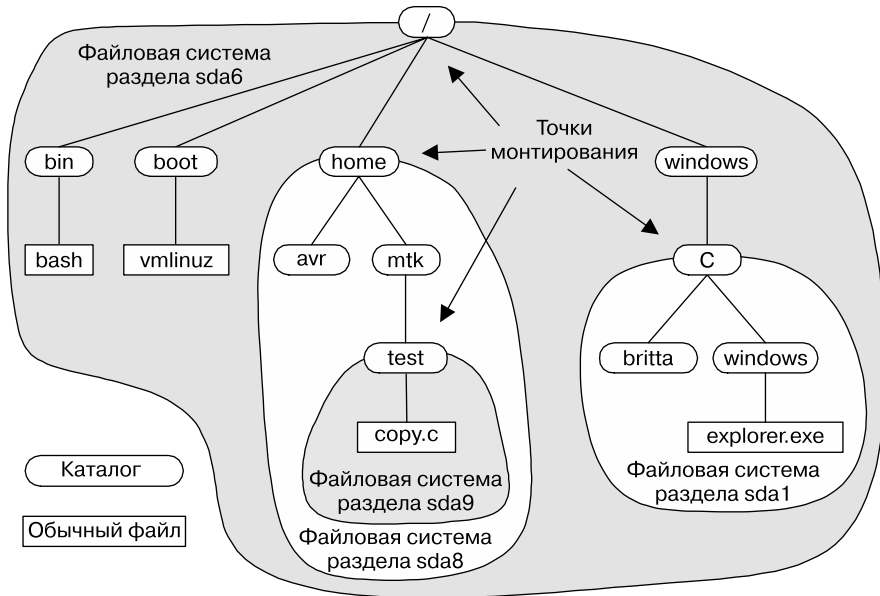 /
Файловая система
раздела sda6
Точки
монтирования
bin
boot
home
windows
bash
vmlinuz
avr
mtk
C
test
britta
windows
copy.c
explorer.exe
Файловая система
раздела sda9
Файловая система
раздела sda8
Файловая система
раздела sda1
Каталог
Обычный файл